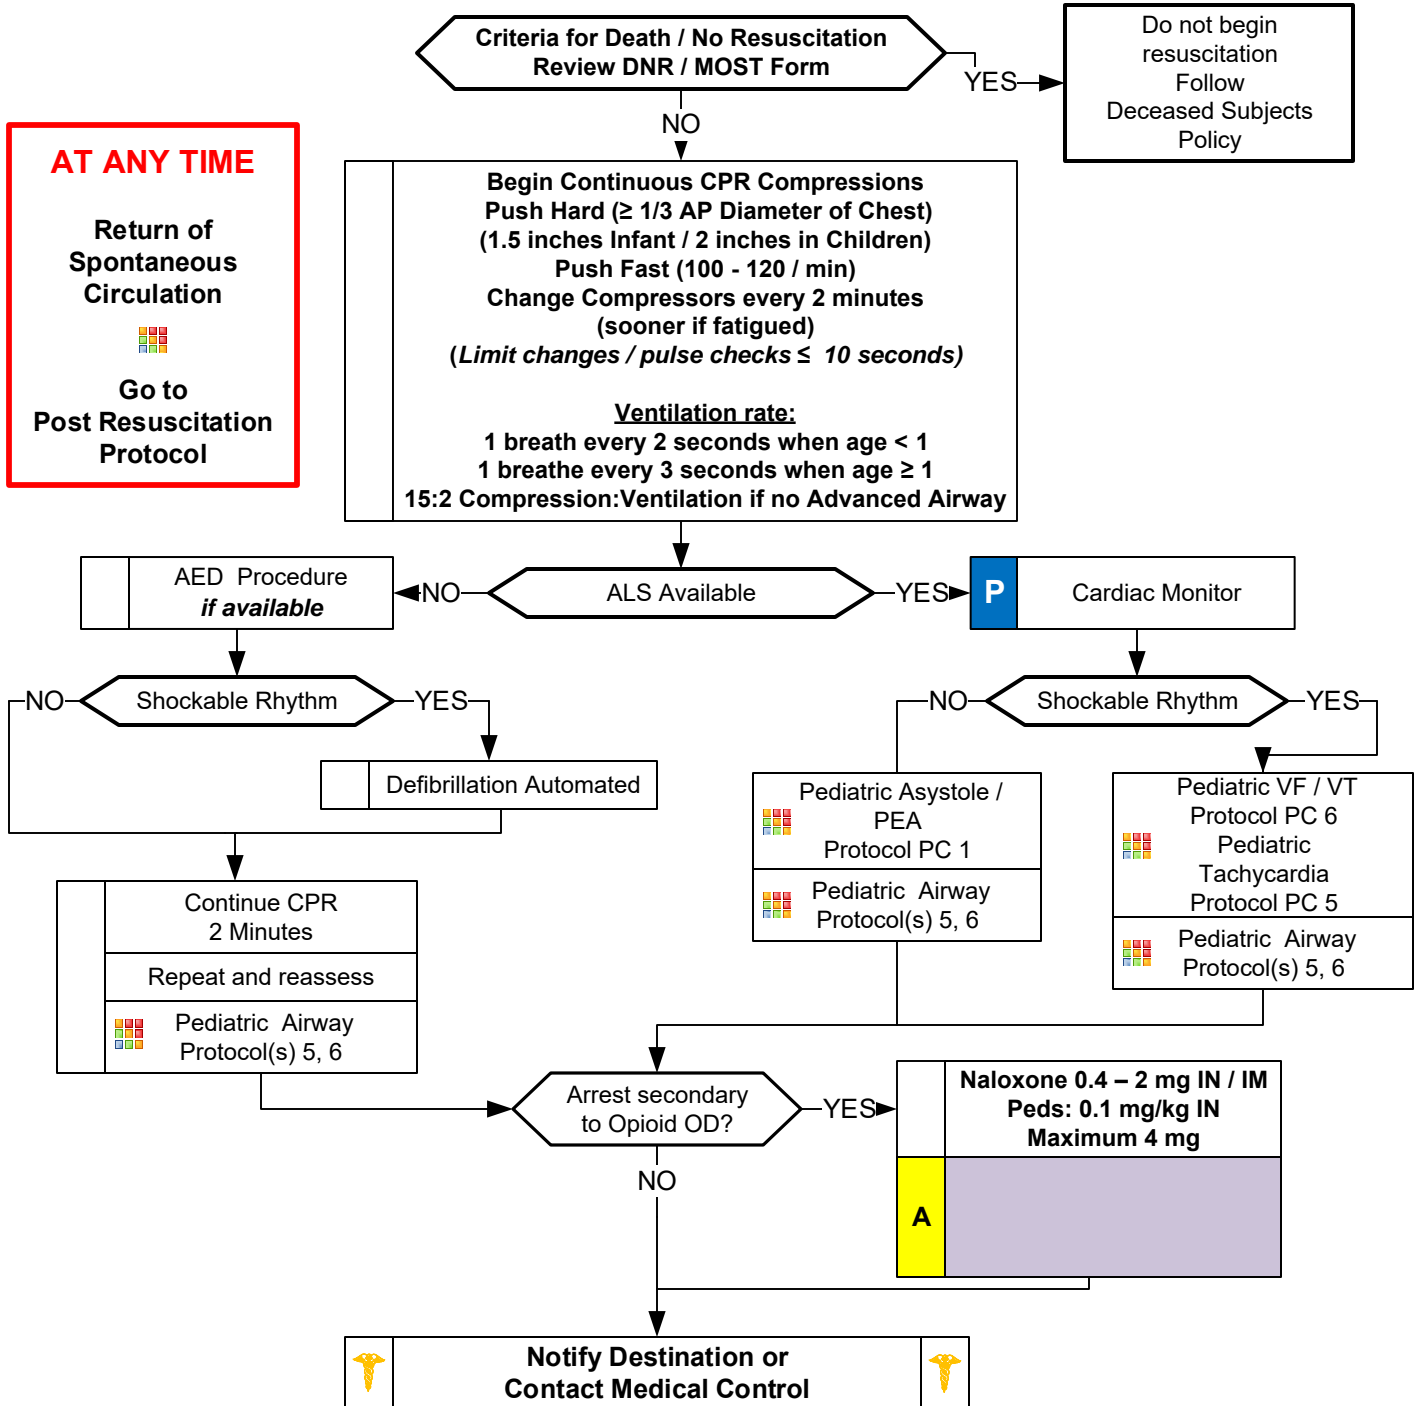 Criteria for Death / No Resuscitation
Review DNR / MOST Form
YES
Do not begin
resuscitation
Follow
Deceased Subjects
Policy
NO
AT ANY TIME
Return of
Spontaneous
Circulation
Go to
Post Resuscitation
Protocol
Begin Continuous CPR Compressions
Push Hard (≥ 1/3 AP Diameter of Chest)
(1.5 inches Infant / 2 inches in Children)
Push Fast (100 - 120 / min)
Change Compressors every 2 minutes
(sooner if fatigued)
(Limit changes / pulse checks ≤ 10 seconds)
Ventilation rate:
1 breath every 2 seconds when age < 1
1 breathe every 3 seconds when age ≥ 1
15:2 Compression:Ventilation if no Advanced Airway
AED Procedure
if available
NO
ALS Available
YES
P
Cardiac Monitor
NO
Shockable Rhythm
YES
NO
Shockable Rhythm
YES
Defibrillation Automated
Pediatric Asystole /
PEA
Protocol PC 1
Pediatric Airway
Protocol(s) 5, 6
Pediatric VF / VT
Protocol PC 6
Pediatric
Tachycardia
Protocol PC 5
Pediatric Airway
Protocol(s) 5, 6
Continue CPR
2 Minutes
Repeat and reassess
Pediatric Airway
Protocol(s) 5, 6
Arrest secondary
to Opioid OD?
YES
Naloxone 0.4 – 2 mg IN / IM
Peds: 0.1 mg/kg IN
Maximum 4 mg
A
NO
Notify Destination or
Contact Medical Control